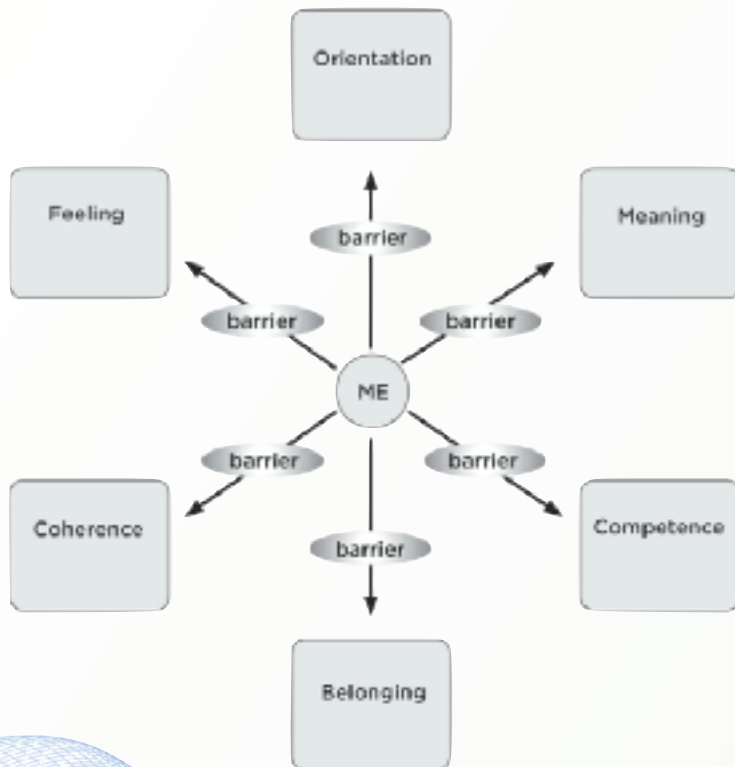 Orientation
Feeling
Meaning
barrier
barrier
barrier
ME
barrier
barrier
Coherence
Competence
barrier
Belonging